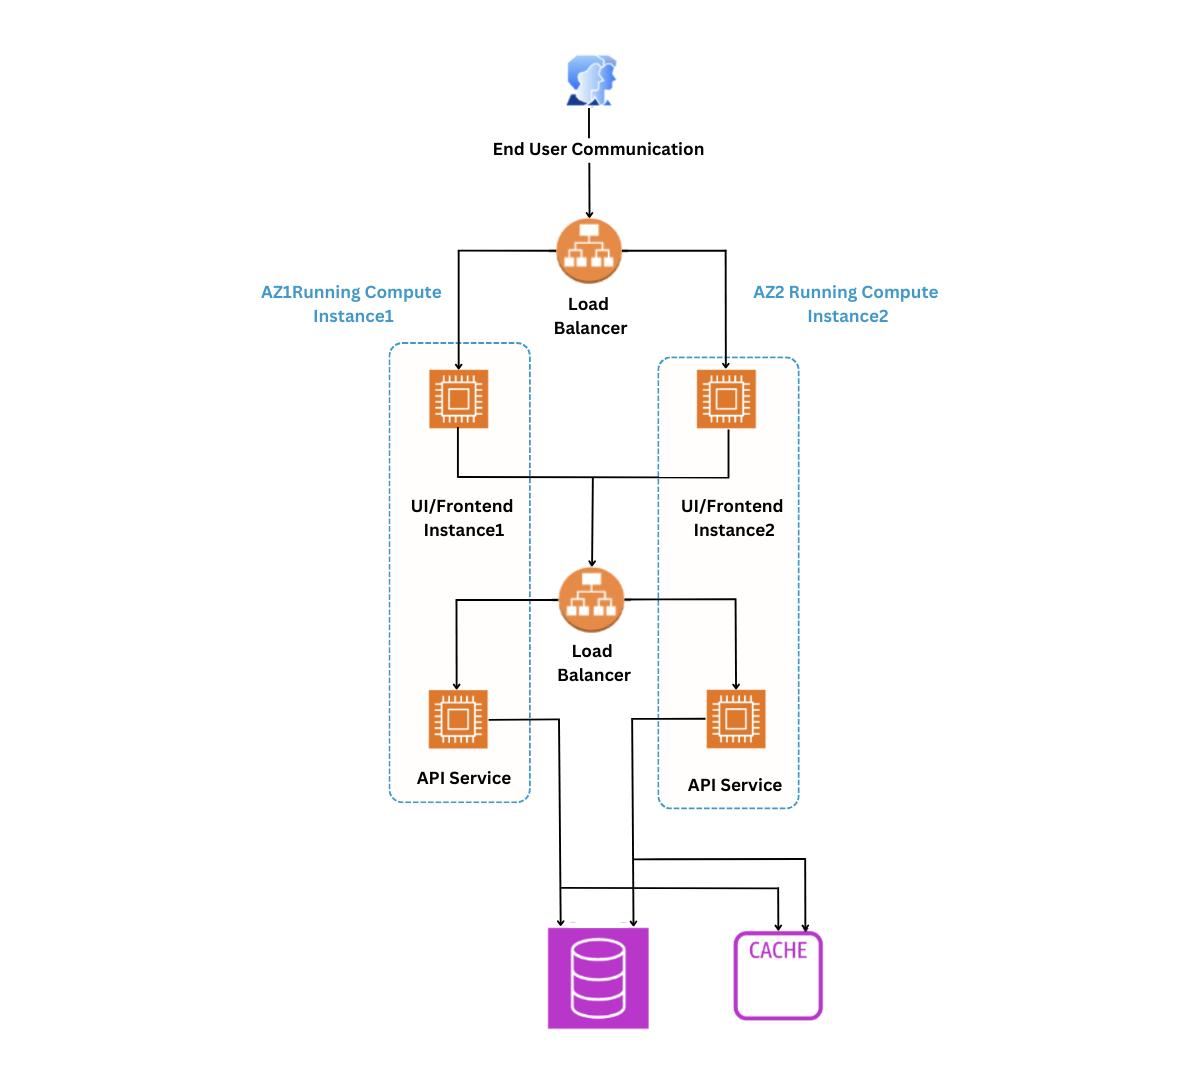 End User Communication
Load
Balancer
AZ1Running Compute
Instance1
AZ2 Running Compute
Instance2
UI/Frontend
Instance1
UI/Frontend
Instance2
Load
Balancer
API Service
API Service
CACHE